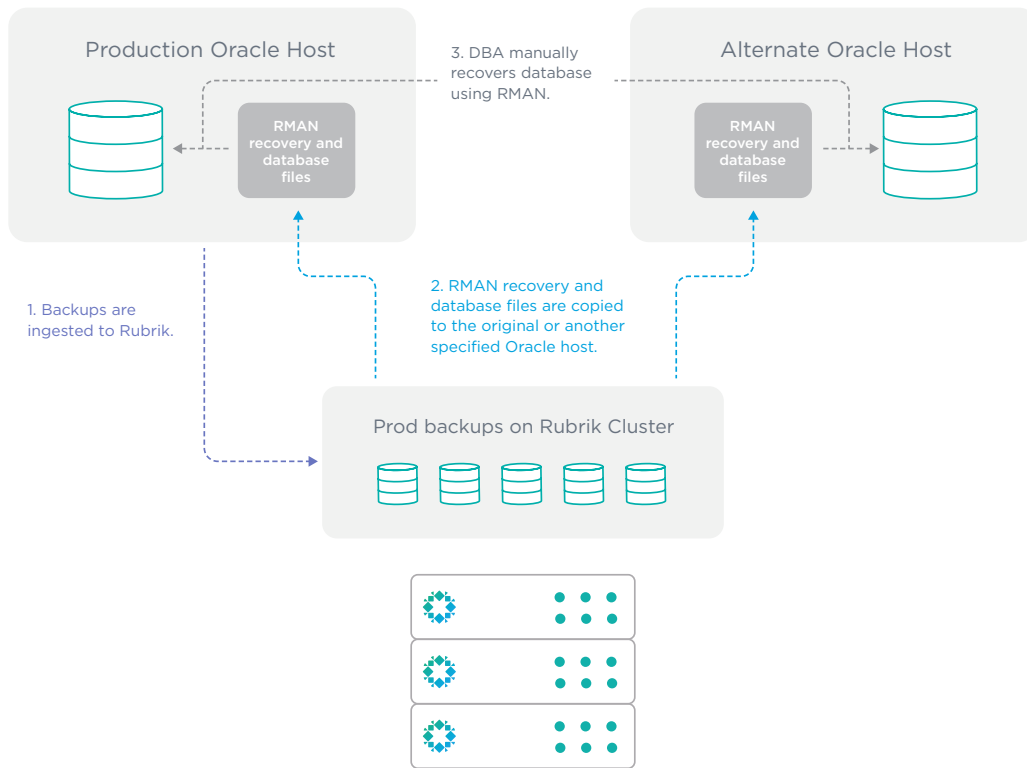 Production Oracle Host
3. DBA manually
recovers database
using RMAN.
Alternate Oracle Host
RMAN
recovery and
database
files
RMAN
recovery and
database
files
1. Backups are
ingested to Rubrik.
2. RMAN recovery and
database files are copied
to the original or another
specified Oracle host.
Prod backups on Rubrik Cluster